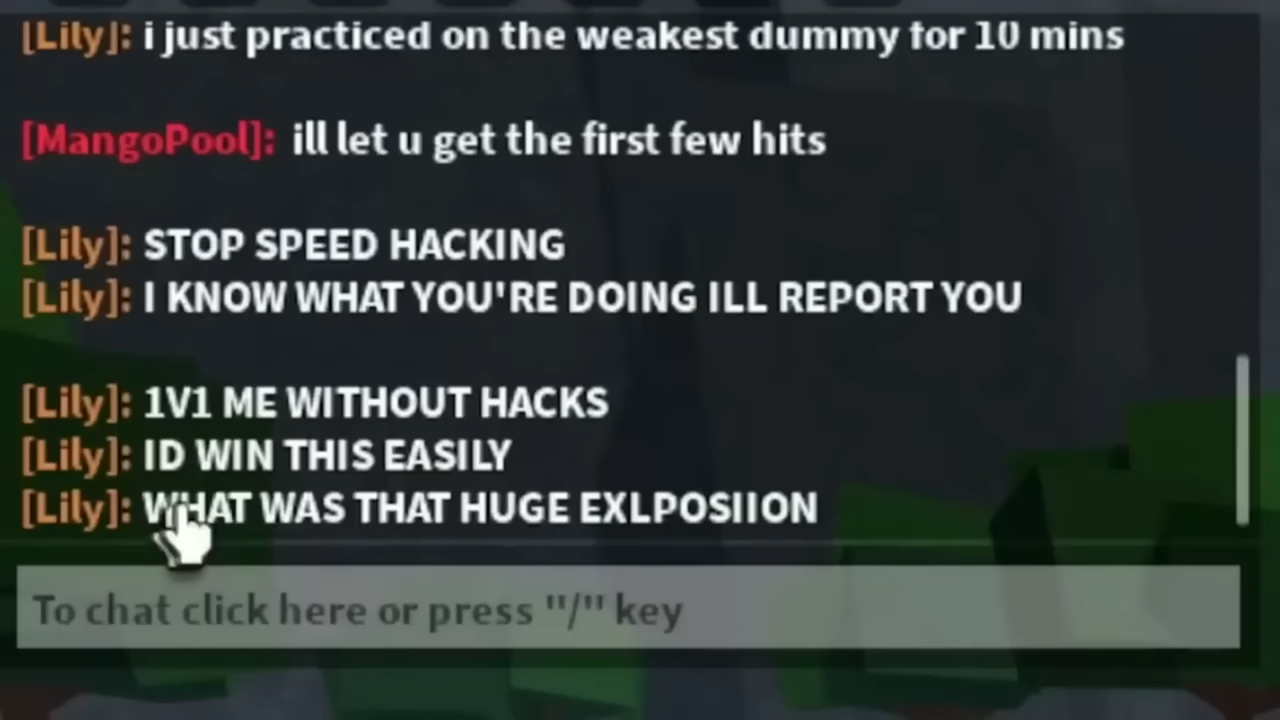 [Lily]: i just practiced on the weakest dummy for 10 mins
[MangoPool]: ill let u get the first few hits
[Lily]: STOP SPEED HACKING
[Lily]: I KNOW WHAT YOU'RE DOING ILL REPORT YOU
[Lily]: 1V1 ME WITHOUT HACKS
[Lily]: ID WIN THIS EASILY
[Lily]: WHAT WAS THAT HUGE EXLPOSIION
To chat click here or press "/" key